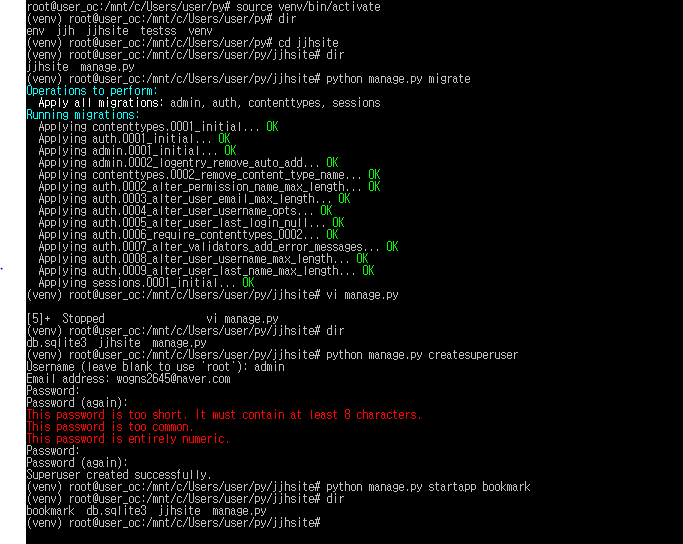 root@user_oc:/mnt/c/Users/user/py# source venv/bin/activate
(venv) root@user_oc:/mnt/c/Users/user/py# dir
env  jjh  jjhsite  testss  venv
(venv) root@user_oc:/mnt/c/Users/user/py# cd jjhsite
(venv) root@user_oc:/mnt/c/Users/user/py/jjhsite# dir
jjhsite  manage.py
(venv) root@user_oc:/mnt/c/Users/user/py/jjhsite# python manage.py migrate
Operations to perform:
  Apply all migrations: admin, auth, contenttypes, sessions
Running migrations:
  Applying contenttypes.0001_initial... OK
  Applying auth.0001_initial... OK
  Applying admin.0001_initial... OK
  Applying admin.0002_logentry_remove_auto_add... OK
  Applying contenttypes.0002_remove_content_type_name... OK
  Applying auth.0002_alter_permission_name_max_length... OK
  Applying auth.0003_alter_user_email_max_length... OK
  Applying auth.0004_alter_user_username_opts... OK
  Applying auth.0005_alter_user_last_login_null... OK
  Applying auth.0006_require_contenttypes_0002... OK
  Applying auth.0007_alter_validators_add_error_messages... OK
  Applying auth.0008_alter_user_username_max_length... OK
  Applying auth.0009_alter_user_last_name_max_length... OK
  Applying sessions.0001_initial... OK
(venv) root@user_oc:/mnt/c/Users/user/py/jjhsite# vi manage.py
[5]+  Stopped                 vi manage.py
(venv) root@user_oc:/mnt/c/Users/user/py/jjhsite# dir
db.sqlite3  jjhsite  manage.py
(venv) root@user_oc:/mnt/c/Users/user/py/jjhsite# python manage.py createsuperuser
Username (leave blank to use 'root'): admin
Email address: wogns2645@naver.com
Password:
Password (again):
This password is too short. It must contain at least 8 characters.
This password is too common.
This password is entirely numeric.
Password:
Password (again):
Superuser created successfully.
(venv) root@user_oc:/mnt/c/Users/user/py/jjhsite# python manage.py startapp bookmark
(venv) root@user_oc:/mnt/c/Users/user/py/jjhsite# dir
bookmark  db.sqlite3  jjhsite  manage.py
(venv) root@user_oc:/mnt/c/Users/user/py/jjhsite#